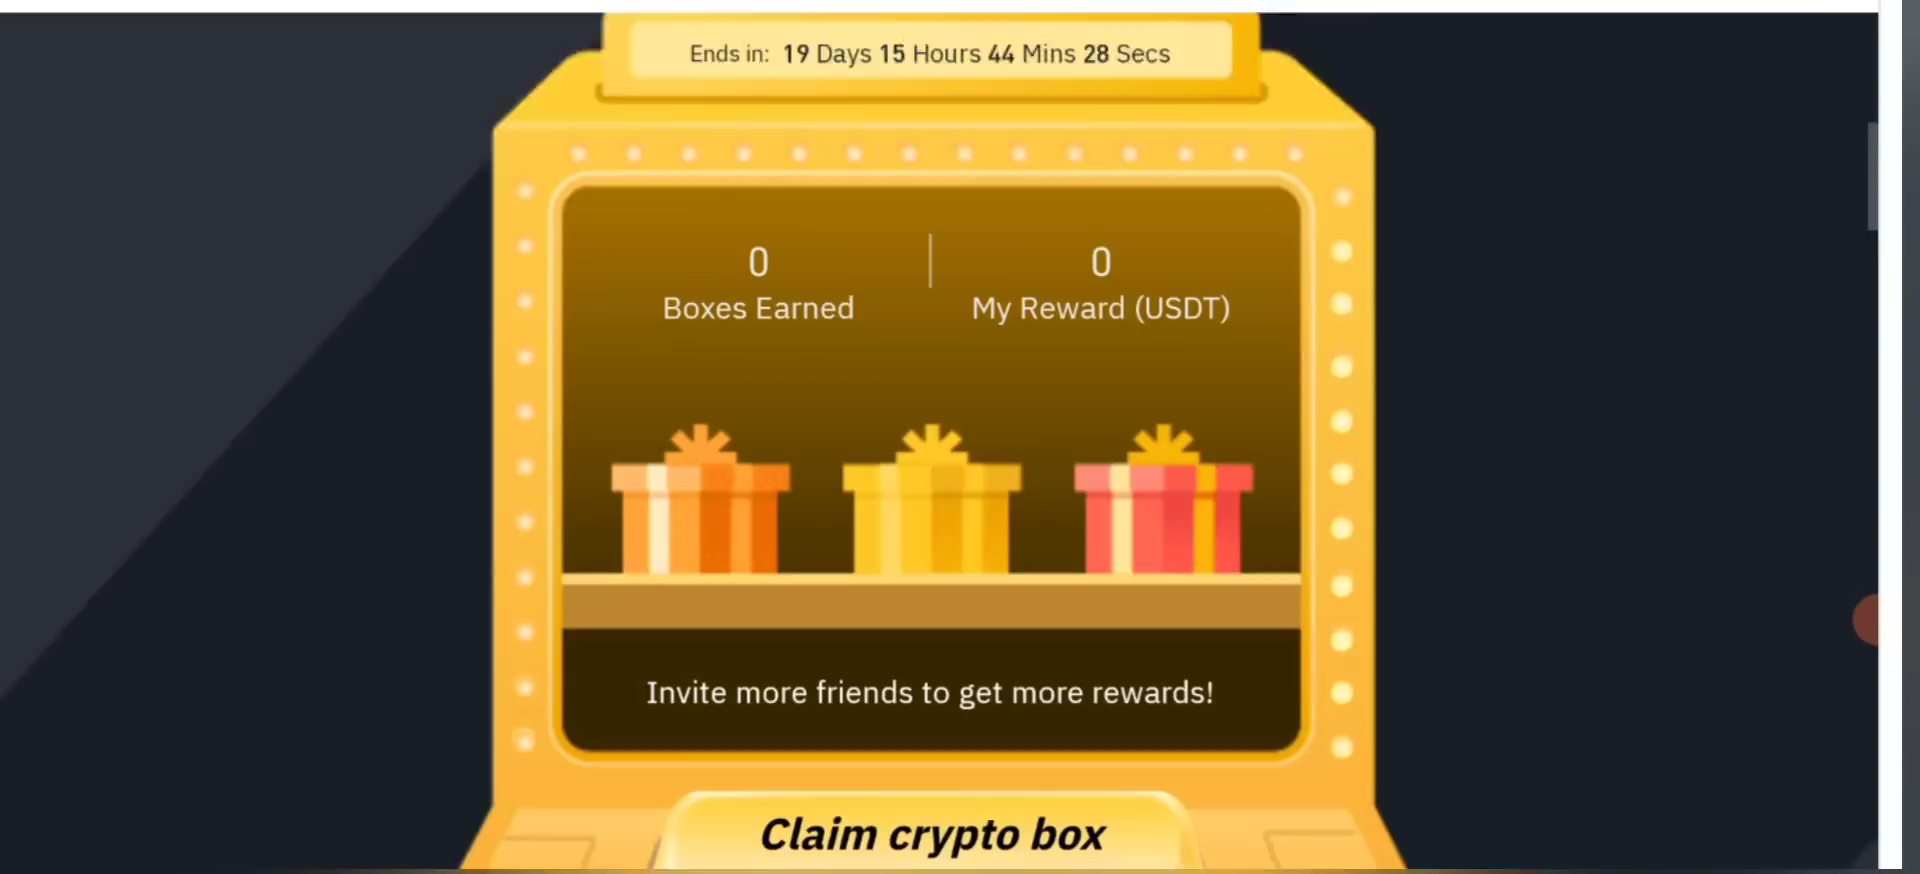 Ends in: 19 Days 15 Hours 44 Mins 28 Secs
0
Boxes Earned
0
My Reward (USDT)
Invite more friends to get more rewards!
Claim crypto box